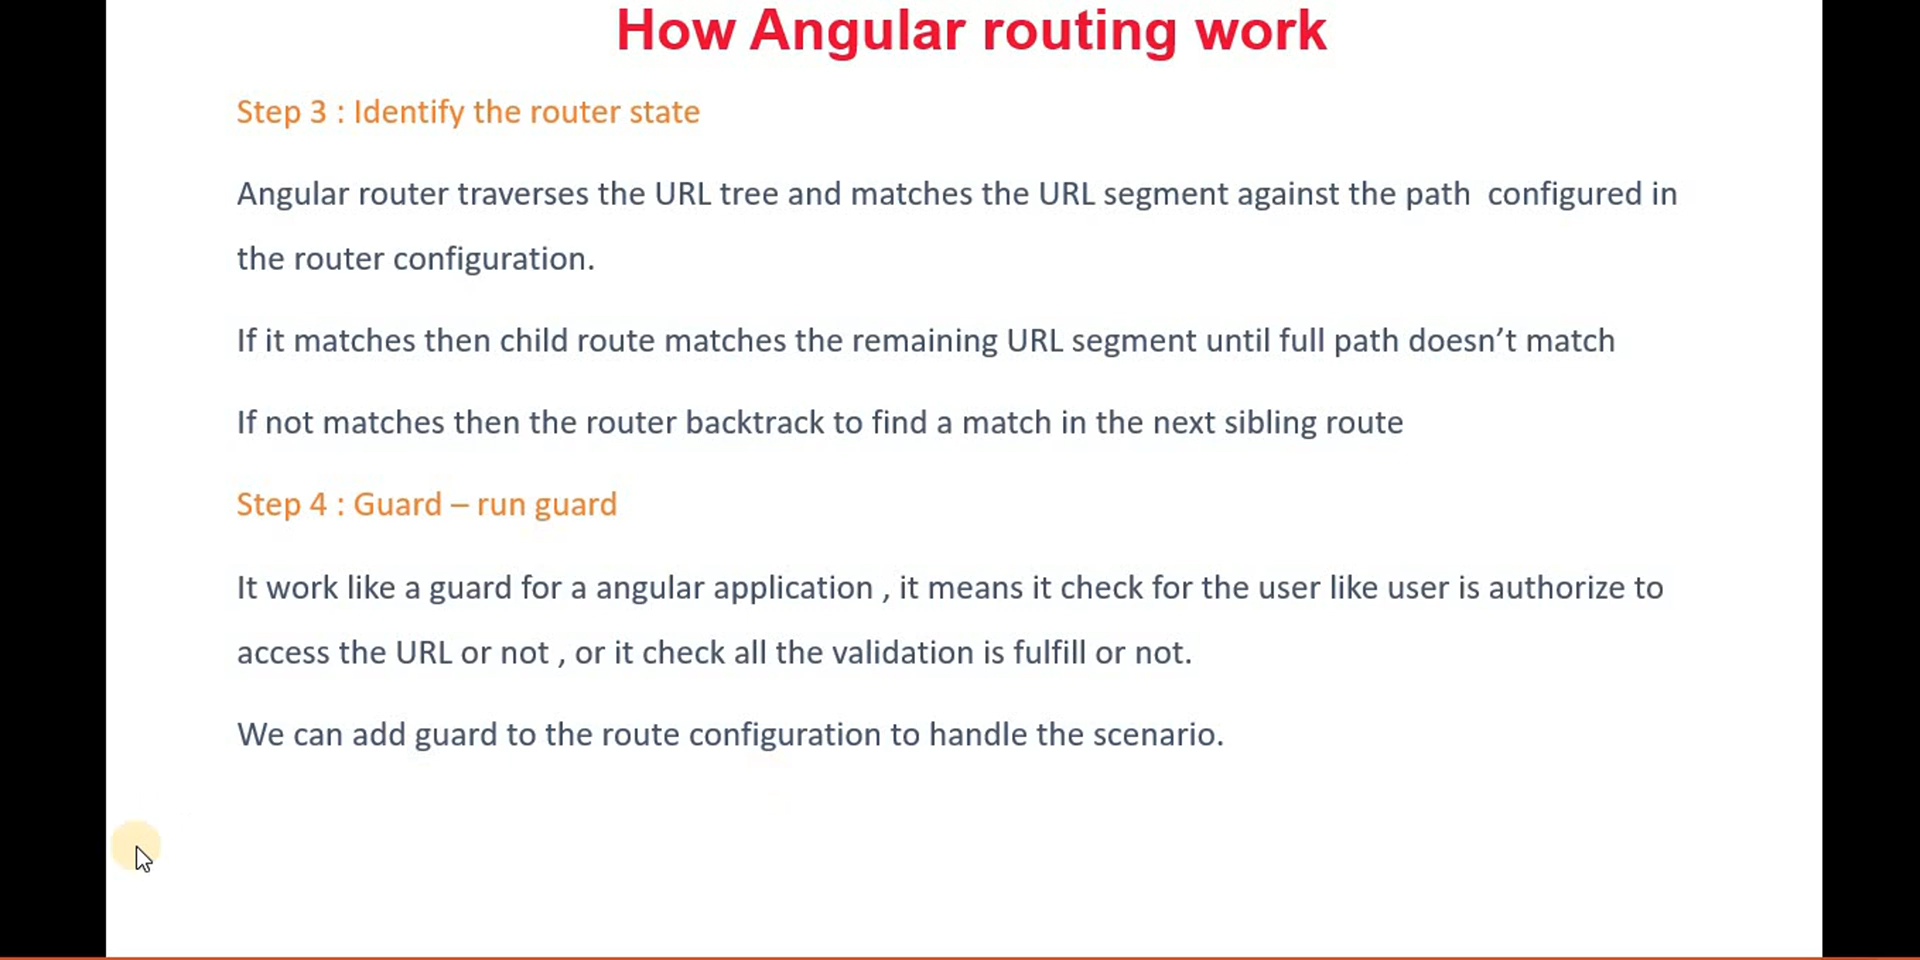 How Angular routing work
Step 3 : Identify the router state
Angular router traverses the URL tree and matches the URL segment against the path  configured in
the router configuration.
If it matches then child route matches the remaining URL segment until full path doesn’t match
If not matches then the router backtrack to find a match in the next sibling route
Step 4 : Guard – run guard
It work like a guard for a angular application , it means it check for the user like user is authorize to
access the URL or not , or it check all the validation is fulfill or not.
We can add guard to the route configuration to handle the scenario.